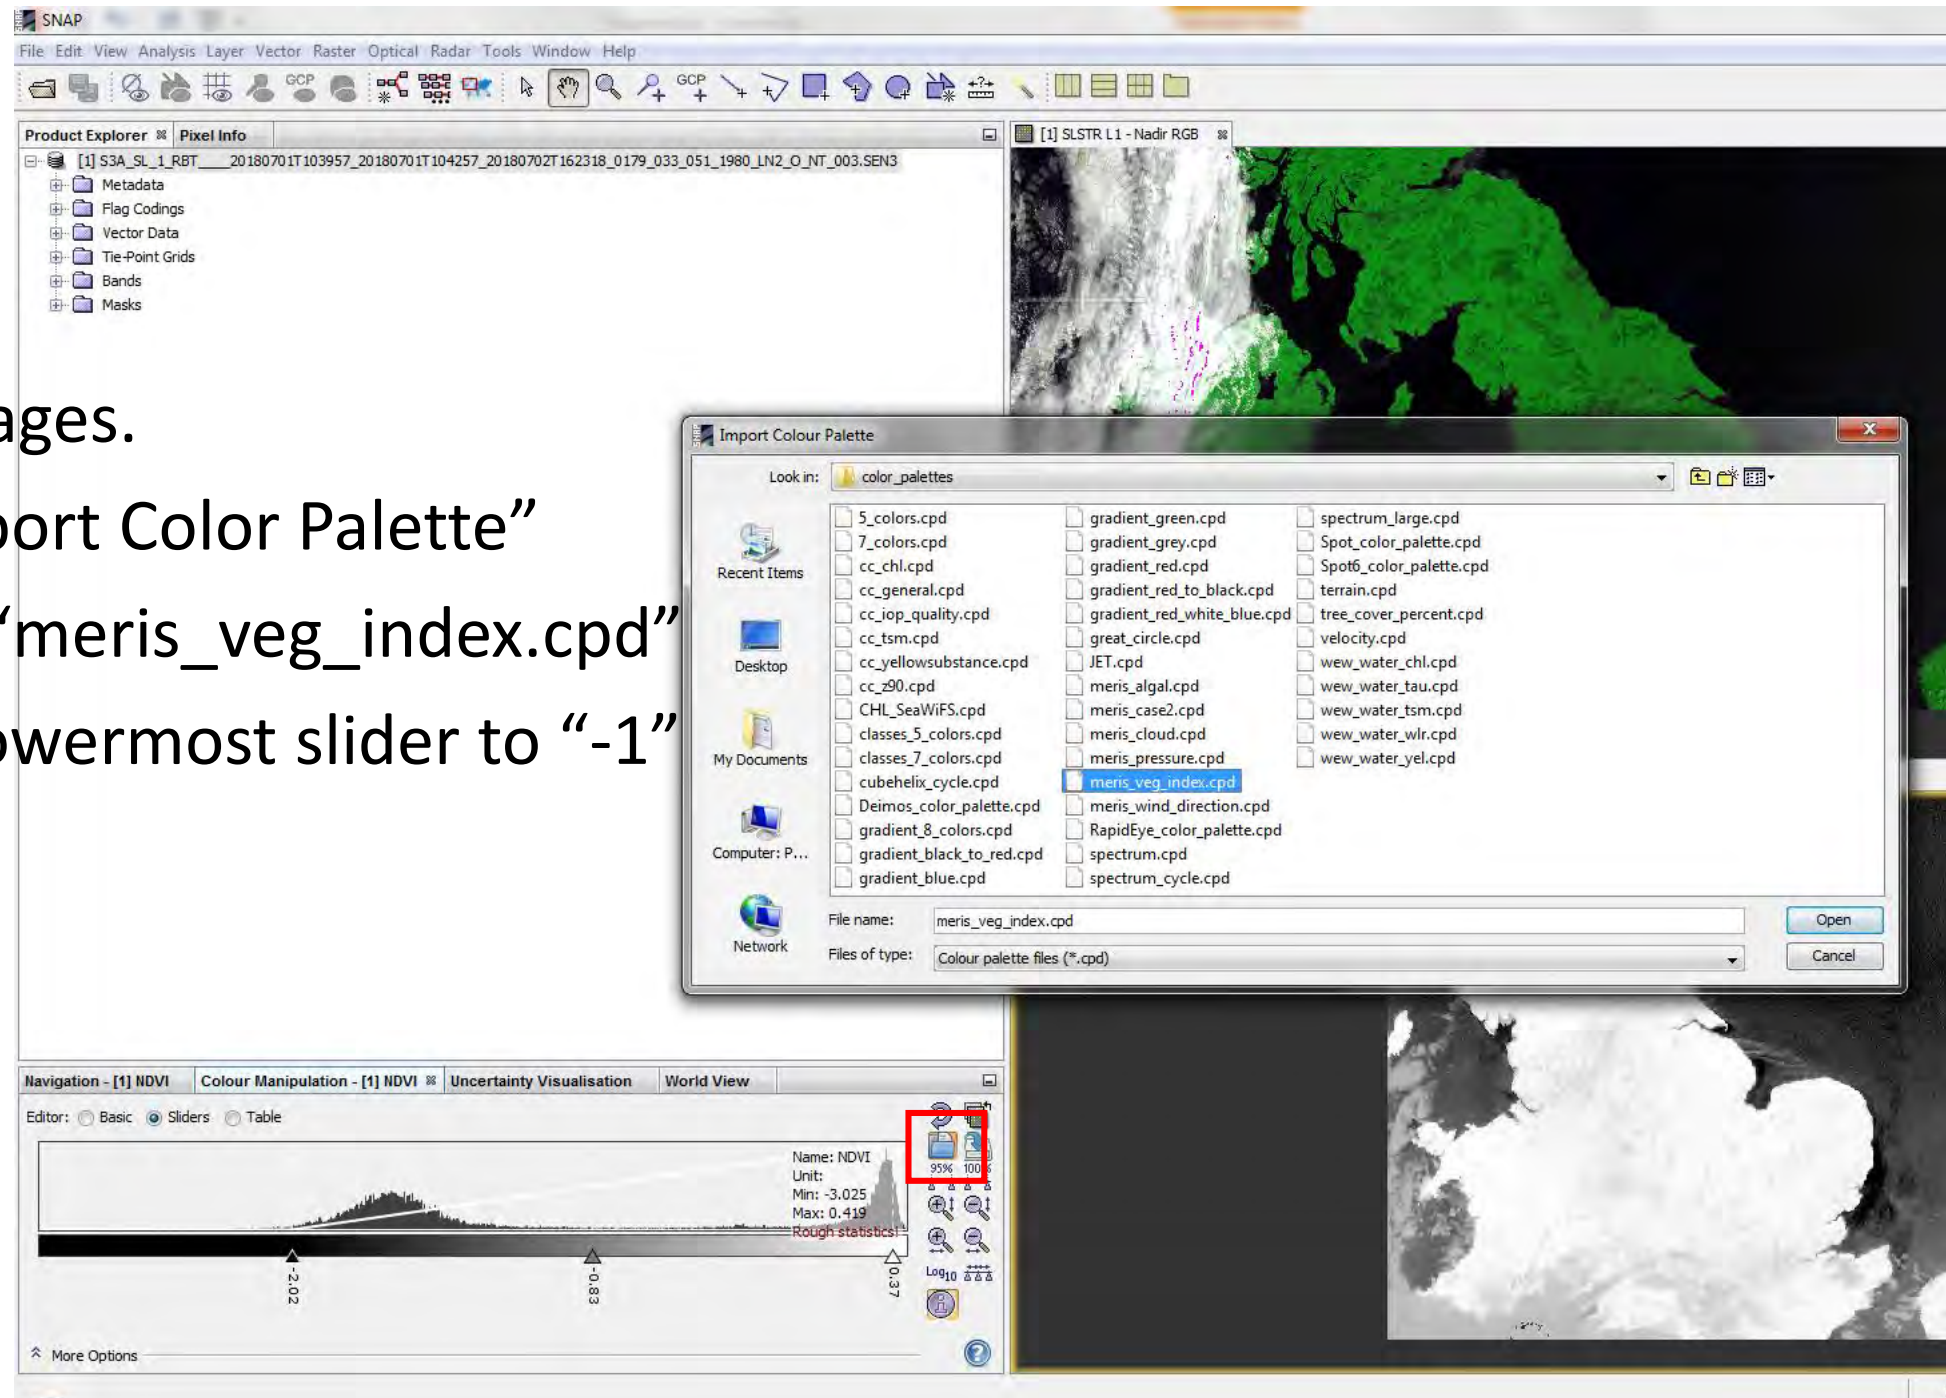 SNAP
File Edit View Analysis Layer Vector Raster Optical Radar Tools Window Help
GCP GCP
Product Explorer Pixel Info
[1] SLSTR L1 - Nadir RGB
[1] S3A_SL_1_RBT____20180701T103957_20180701T104257_20180702T162318_0179_033_051_1980_LN2_O_NT_003.SEN3
Metadata
Flag Codings
Vector Data
Tie-Point Grids
Bands
Masks
ages.
port Color Palette”
“meris_veg_index.cpd”
owermost slider to “-1”
Import Colour Palette
Look in: color_palettes
Recent Items
Desktop
My Documents
Computer: P...
Network
5_colors.cpd
7_colors.cpd
cc_chl.cpd
cc_general.cpd
cc_iop_quality.cpd
cc_tsm.cpd
cc_yellowsubstance.cpd
cc_z90.cpd
CHL_SeaWiFS.cpd
classes_5_colors.cpd
classes_7_colors.cpd
cubehelix_cycle.cpd
Deimos_color_palette.cpd
gradient_8_colors.cpd
gradient_black_to_red.cpd
gradient_blue.cpd
gradient_green.cpd
gradient_grey.cpd
gradient_red.cpd
gradient_red_to_black.cpd
gradient_red_white_blue.cpd
great_circle.cpd
JET.cpd
meris_algal.cpd
meris_case2.cpd
meris_cloud.cpd
meris_pressure.cpd
meris_veg_index.cpd
meris_wind_direction.cpd
RapidEye_color_palette.cpd
spectrum.cpd
spectrum_cycle.cpd
spectrum_large.cpd
Spot_color_palette.cpd
Spot6_color_palette.cpd
terrain.cpd
tree_cover_percent.cpd
velocity.cpd
wew_water_chl.cpd
wew_water_tau.cpd
wew_water_tsm.cpd
wew_water_wlr.cpd
wew_water_yel.cpd
File name: meris_veg_index.cpd Open
Files of type: Colour palette files (*.cpd) Cancel
Navigation - [1] NDVI Colour Manipulation - [1] NDVI Uncertainty Visualisation World View
Editor: Basic Sliders Table
Name: NDVI
Unit:
Min: -3.025
Max: 0.419
Rough statistics!
95% 100%
Log10
-2.02
-0.83
0.37
More Options